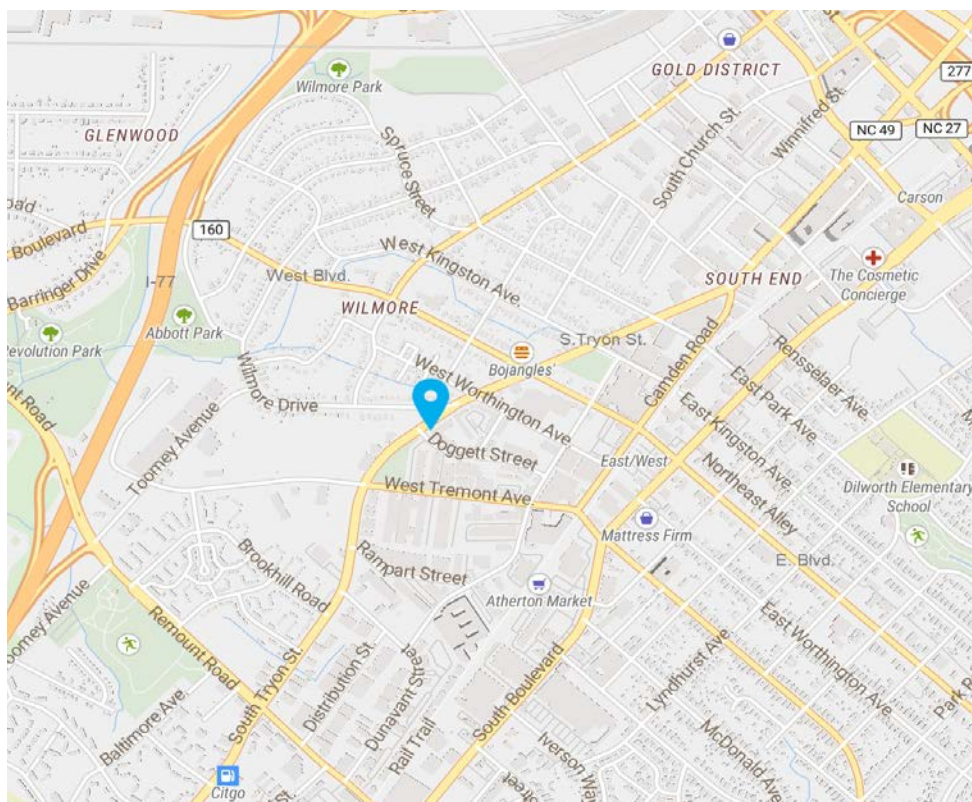 GOLD DISTRICT
277
Wilmore Park
GLENWOOD
Spruce Street
South Church St.
Winnifred St.
NC 49
NC 27
Carson
160
Boulevard
Barringer Drive
I-77
West Blvd.
West Kingston Ave.
WILMORE
SOUTH END
The Cosmetic
Concierge
Abbott Park
Revolution Park
S.Tryon St.
Bojangles'
Camden Road
Rensselaer Ave.
East Park Ave.
East Kingston Ave.
West Worthington Ave
Wilmore Drive
Toomey Avenue
Doggett Street
East/West
Northeast Alley
Dilworth Elementary
School
West Tremont Ave.
Mattress Firm
E. Blvd.
Rampart Street
Brookhill Road
Atherton Market
Toomey Avenue
Remount Road
East Worthington Ave
Lyndhurst Ave
South Tryon St.
Distribution St.
Dunavant Street
Rail Trail
South Boulevard
Baltimore Ave
Iverson Way
McDonald Ave
Citgo